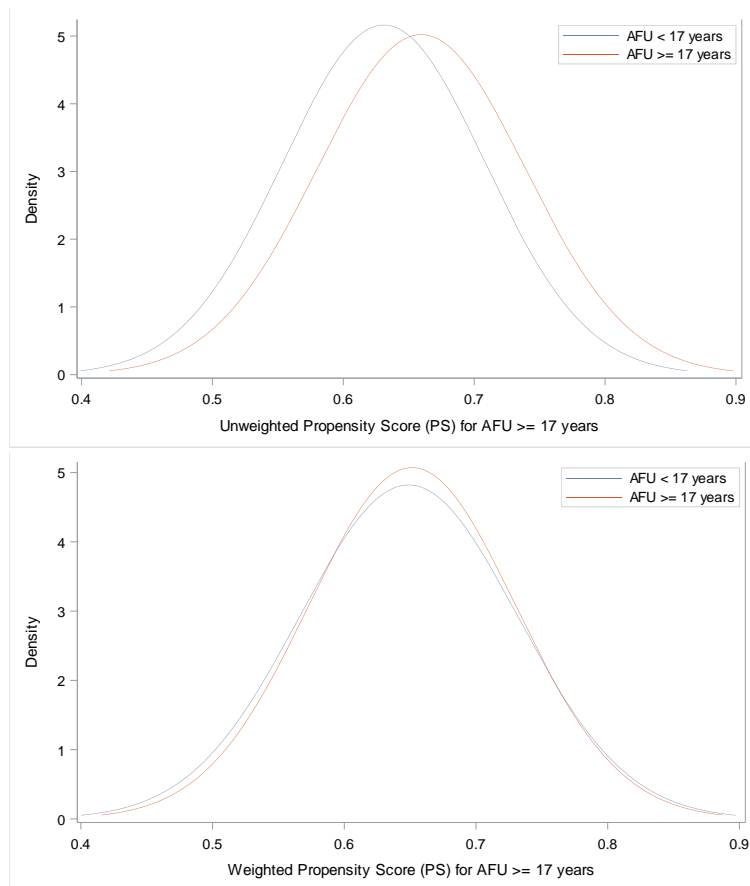 AFU < 17 years
AFU >= 17 years
5
4
3
2
1
0
Density
0.4 0.5 0.6 0.7 0.8 0.9
Unweighted Propensity Score (PS) for AFU >= 17 years
AFU < 17 years
AFU >= 17 years
5
4
3
2
1
0
Density
0.4 0.5 0.6 0.7 0.8 0.9
Weighted Propensity Score (PS) for AFU >= 17 years